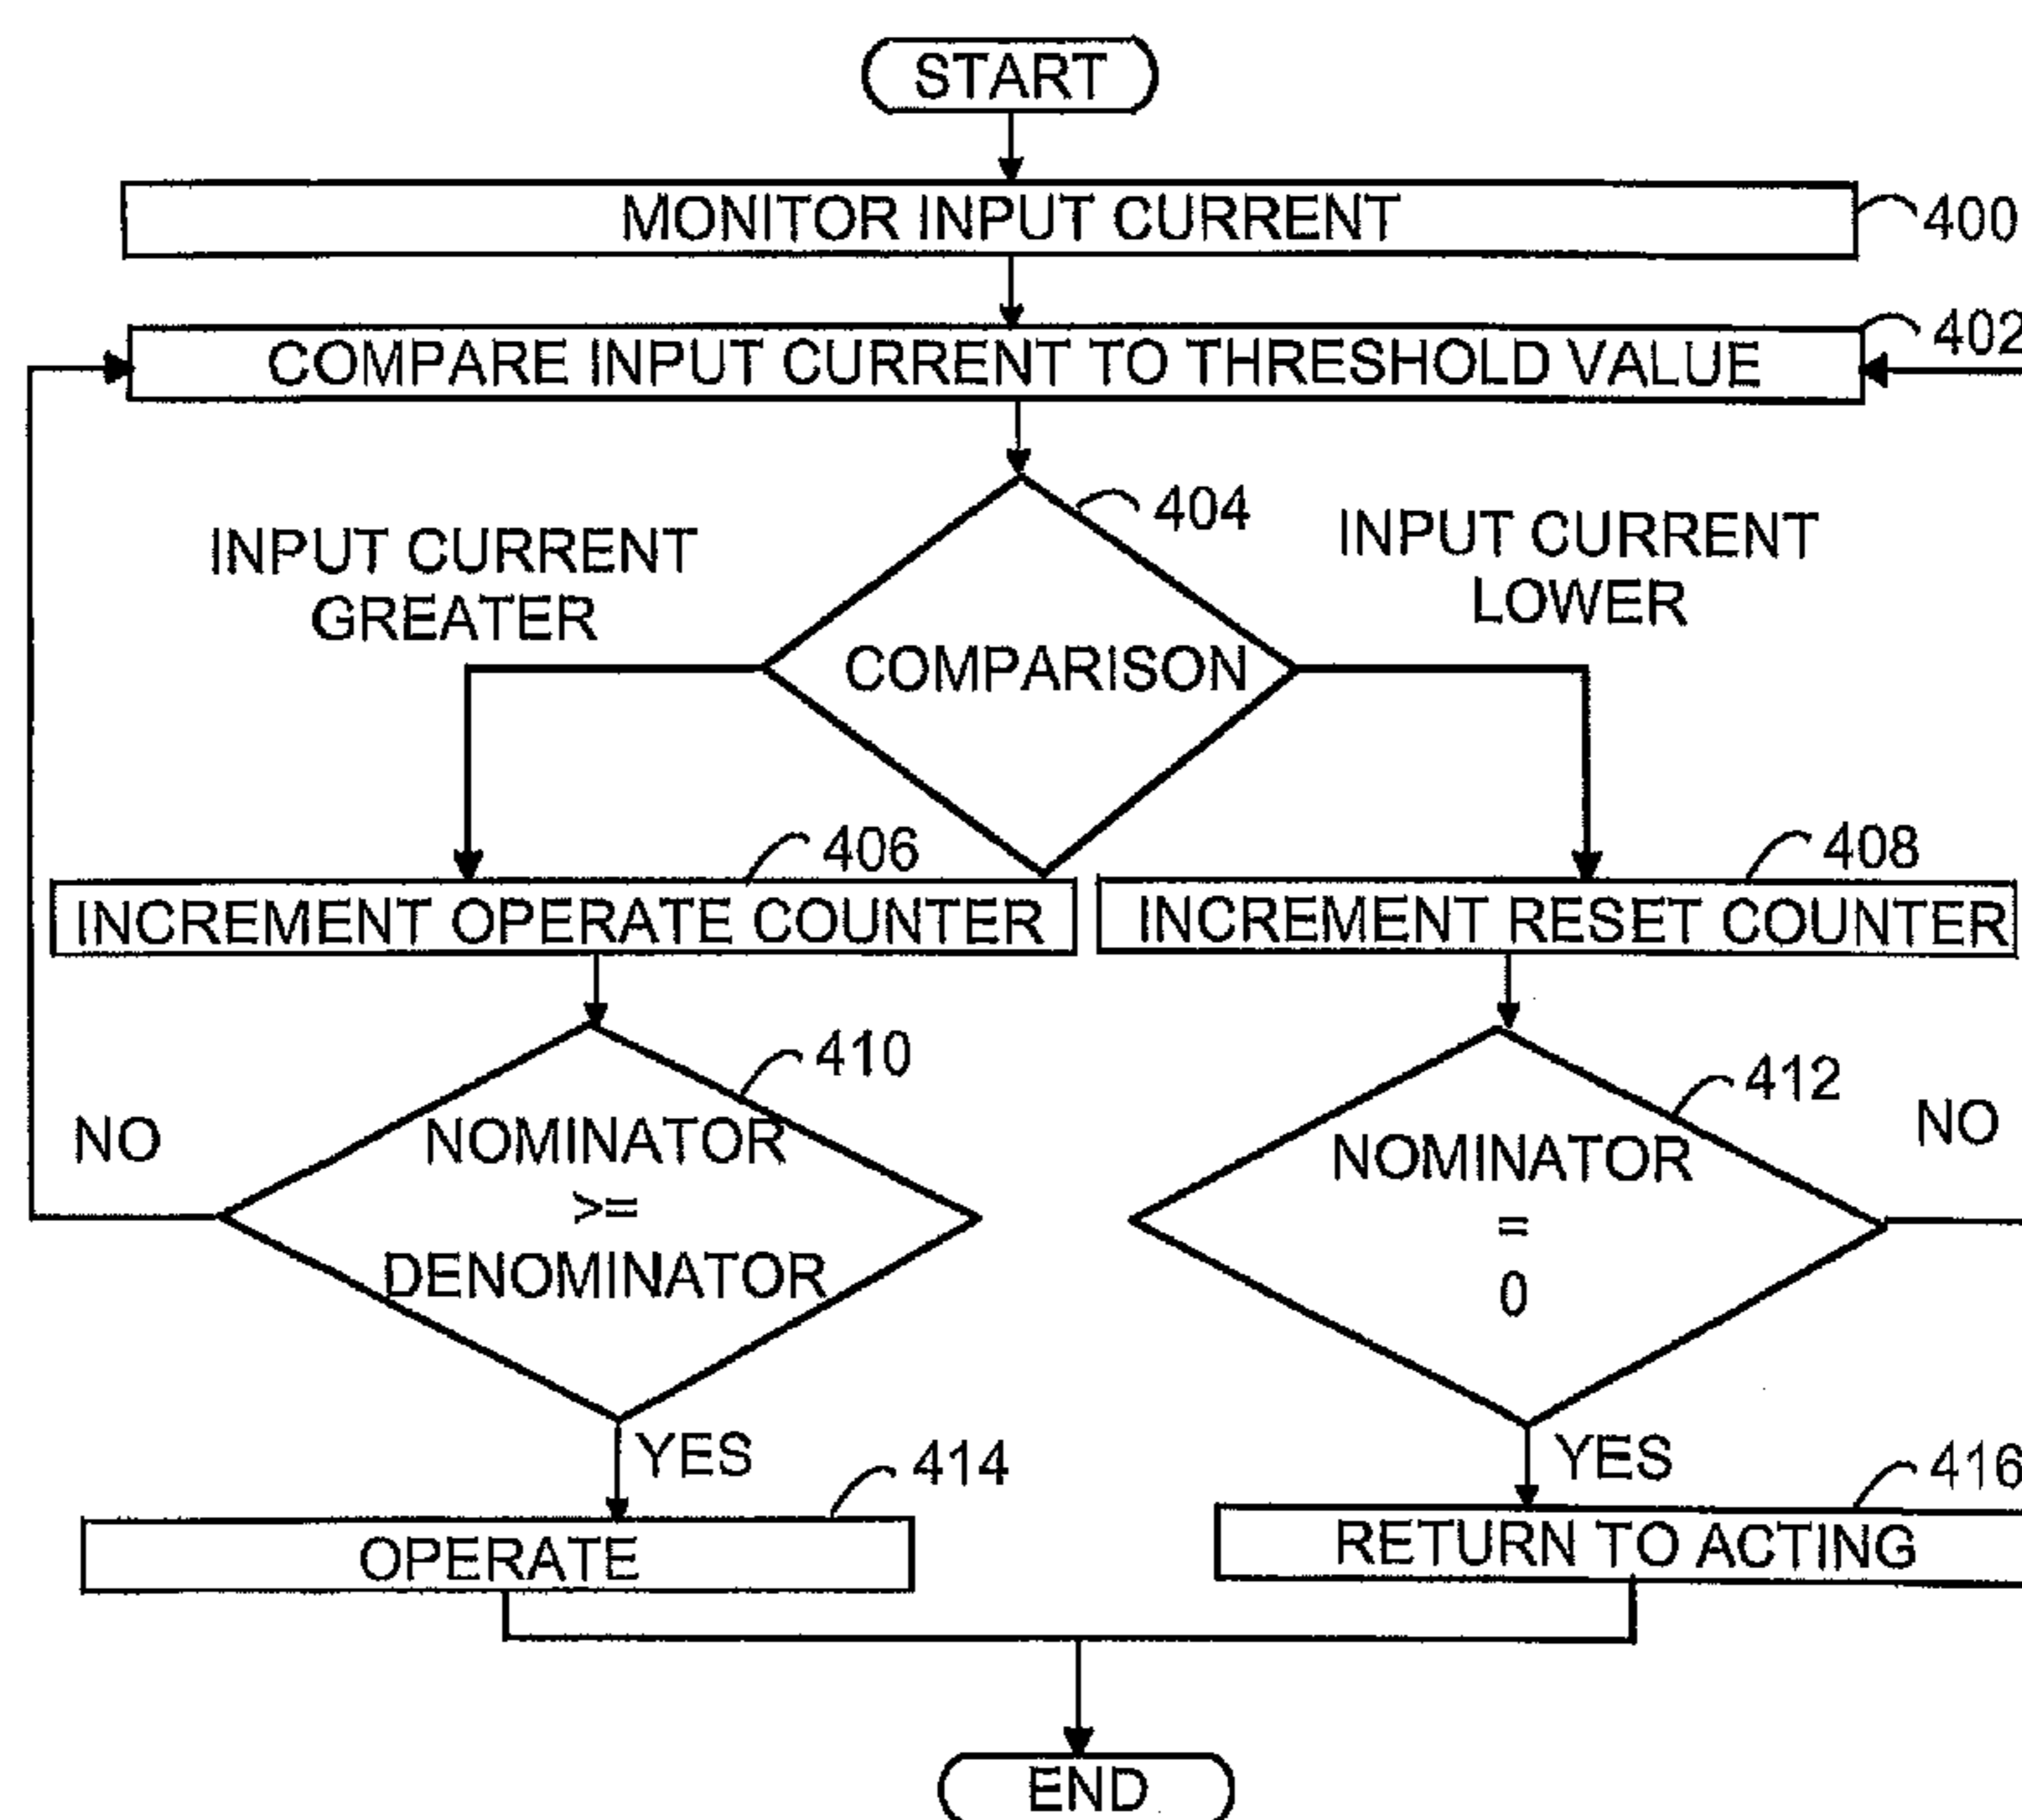 START
MONITOR INPUT CURRENT
400
COMPARE INPUT CURRENT TO THRESHOLD VALUE
402
404
INPUT CURRENT
GREATER
INPUT CURRENT
LOWER
COMPARISON
406
408
INCREMENT OPERATE COUNTER
INCREMENT RESET COUNTER
410
412
NO
NOMINATOR
>=
DENOMINATOR
NOMINATOR
=
0
NO
YES
YES
414
416
OPERATE
RETURN TO ACTING
END